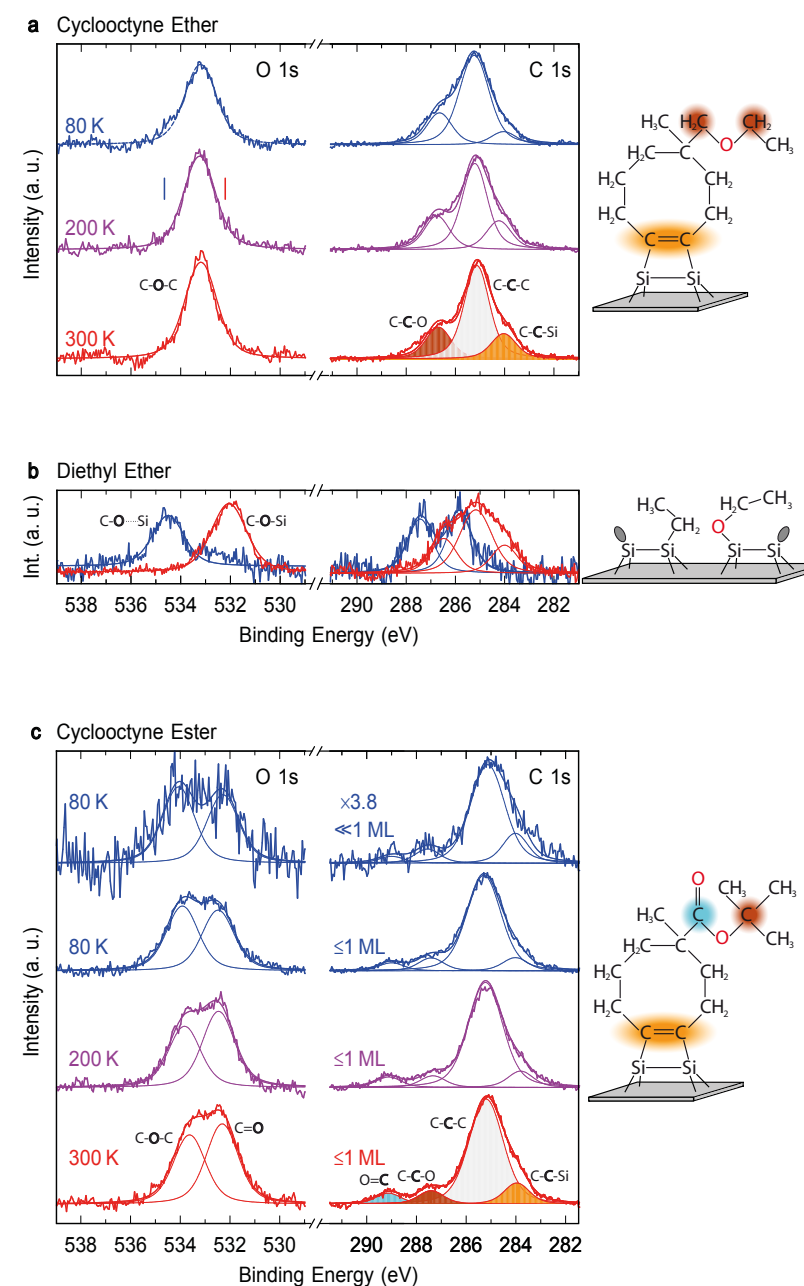 a Cyclooctyne Ether
O 1s
C 1s
80 K
200 K
300 K
C-O-C
C-C-O
C-C-C
C-C-Si
Intensity (a. u.)
H₃C
H₂C
CH₂
O
CH₃
H₂C
H₂C
CH₂
H₂C
CH₂
C=C
Si
Si
b Diethyl Ether
C-O·····Si
C-O-Si
Int. (a. u.)
538 536 534 532 530
290 288 286 284 282
Binding Energy (eV)
H₃C
CH₂
O
C-CH₃
H₂
Si
Si
Si
Si
c Cyclooctyne Ester
O 1s
C 1s
80 K
×3.8
≪1 ML
80 K
≤1 ML
200 K
≤1 ML
300 K
≤1 ML
C-O-C
C=O
O=C
C-C-O
C-C-C
C-C-Si
Intensity (a. u.)
538 536 534 532 530
290 288 286 284 282
Binding Energy (eV)
O
CH₃
CH₃
C
C
H₃C
O
CH₃
H₂C
CH₂
H₂C
H₂C
CH₂
C=C
Si
Si